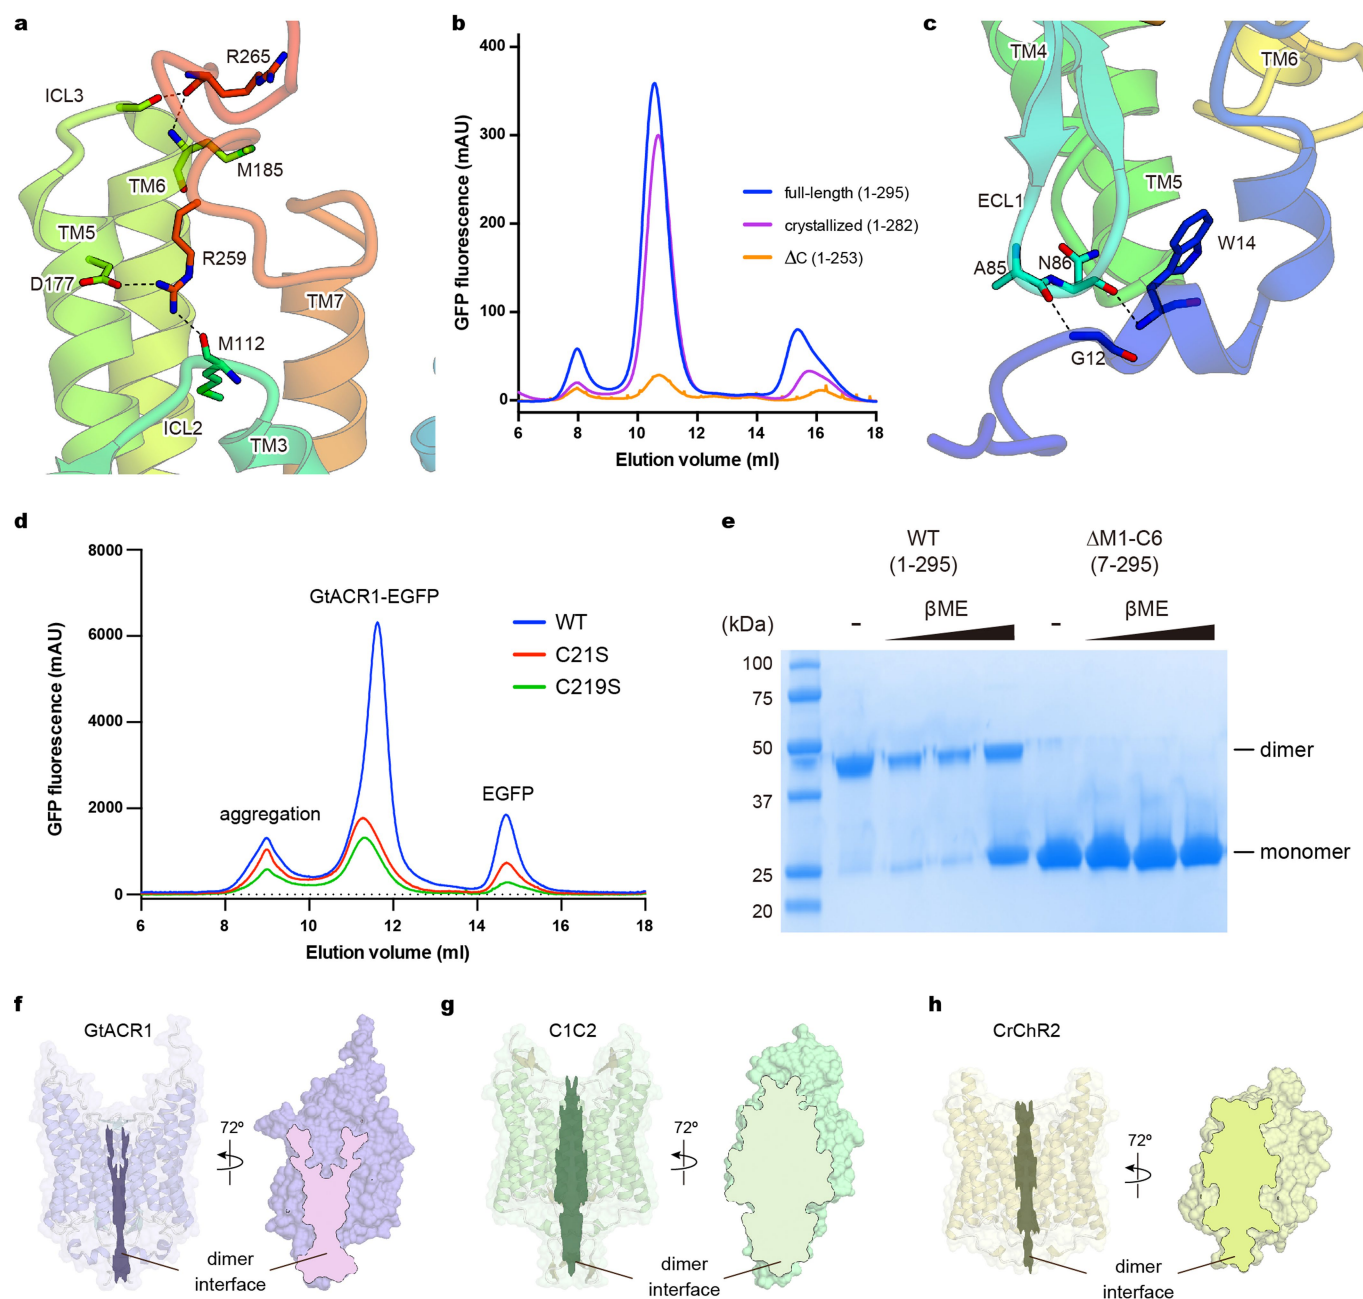 a
R265
ICL3
M185
TM6
TM5
R259
D177
TM7
M112
ICL2
TM3
b
GFP fluorescence (mAU)
400
300
200
100
0
6 8 10 12 14 16 18
Elution volume (ml)
full-length (1-295)
crystallized (1-282)
ΔC (1-253)
c
TM4
TM6
TM5
ECL1
W14
A85
N86
G12
d
GFP fluorescence (mAU)
8000
6000
4000
2000
0
6 8 10 12 14 16 18
Elution volume (ml)
GtACR1-EGFP
aggregation
EGFP
WT
C21S
C219S
e
WT
(1-295)
ΔM1-C6
(7-295)
βME
βME
(kDa)
-
-
100
75
50
37
25
20
dimer
monomer
f
GtACR1
72º
dimer
interface
g
C1C2
72º
dimer
interface
h
CrChR2
72º
dimer
interface